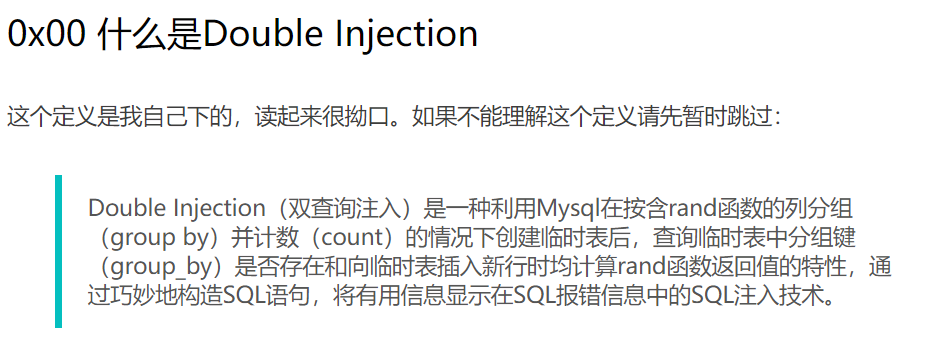 0x00 什么是Double Injection
这个定义是我自己下的，读起来很拗口。如果不能理解这个定义请先暂时跳过：
Double Injection（双查询注入）是一种利用Mysql在按含rand函数的列分组
（group by）并计数（count）的情况下创建临时表后，查询临时表中分组键
（group_by）是否存在和向临时表插入新行时均计算rand函数返回值的特性，通
过巧妙地构造SQL语句，将有用信息显示在SQL报错信息中的SQL注入技术。